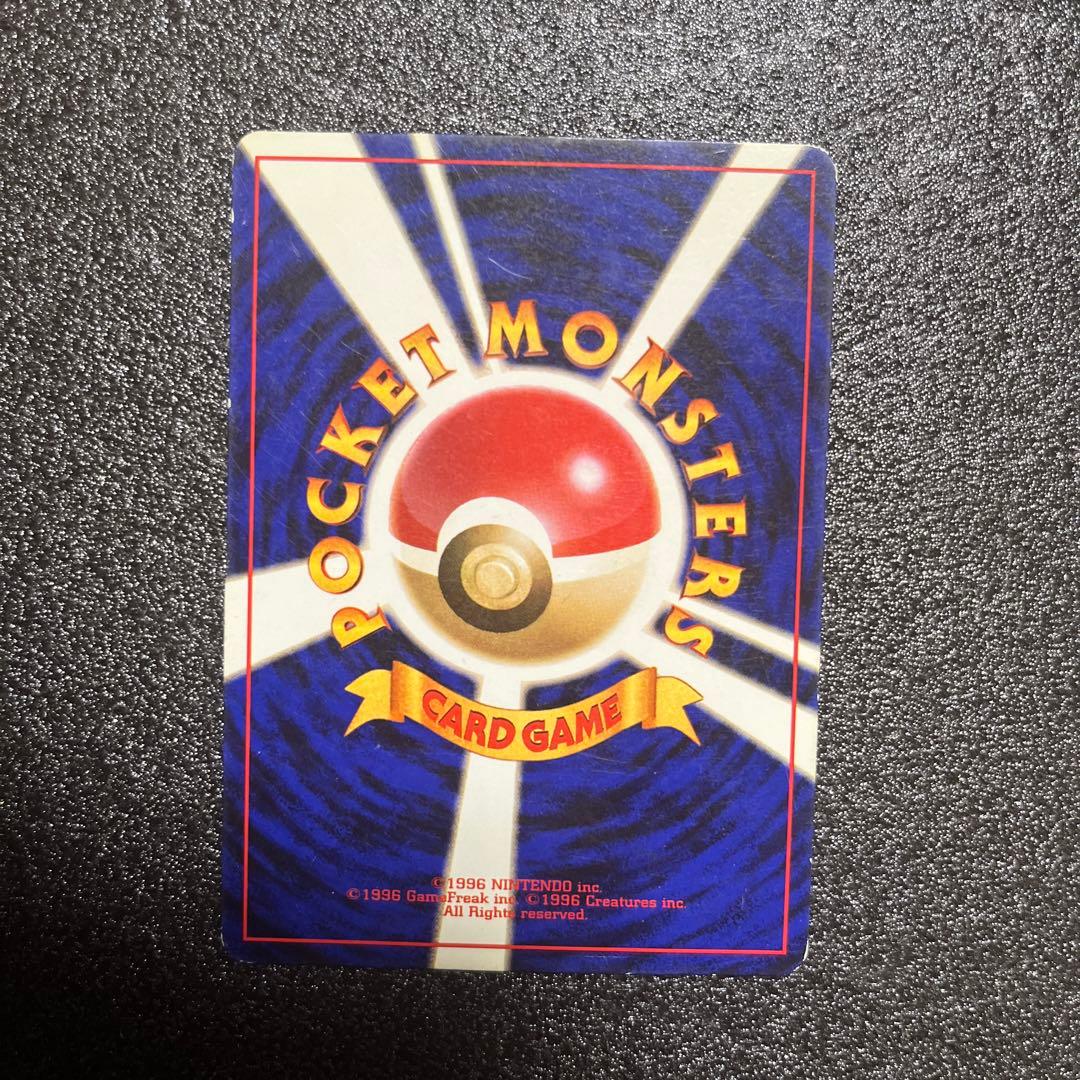 POCKET MONSTERS
CARD GAME
©1996 NINTENDO inc.
©1996 GameFreak inc. ©1996 Creatures inc.
All Rights reserved.